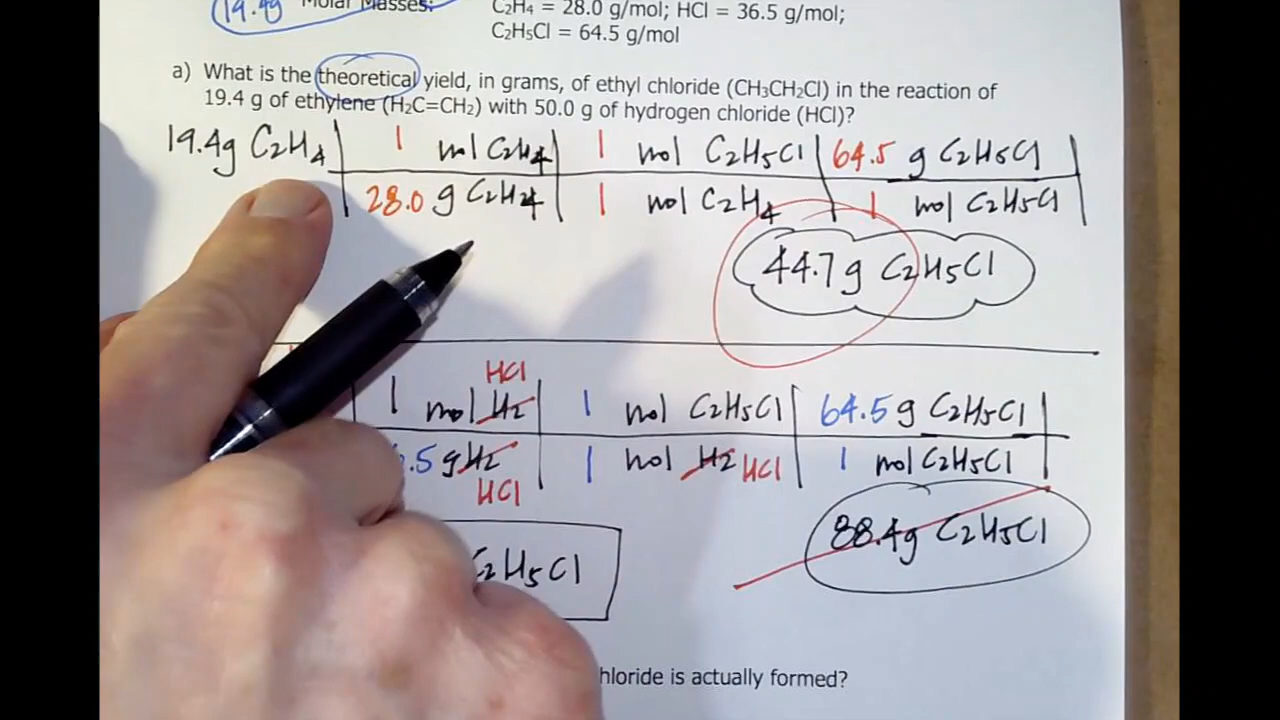 19.4g Molar Masses: C2H4 = 28.0 g/mol; HCl = 36.5 g/mol;
C2H5Cl = 64.5 g/mol
a) What is the theoretical yield, in grams, of ethyl chloride (CH3CH2Cl) in the reaction of
19.4 g of ethylene (H2C=CH2) with 50.0 g of hydrogen chloride (HCl)?
19.4g C2H4 1 mol C2H4 1 mol C2H5Cl 64.5 g C2H5Cl
28.0 g C2H4 1 mol C2H4 1 mol C2H5Cl
44.7g C2H5Cl
HCl
1 mol H2 1 mol C2H5Cl 64.5g C2H5Cl
.5 g H2 1 mol H2 HCl 1 mol C2H5Cl
HCl
88.4g C2H5Cl
C2H5Cl
hloride is actually formed?